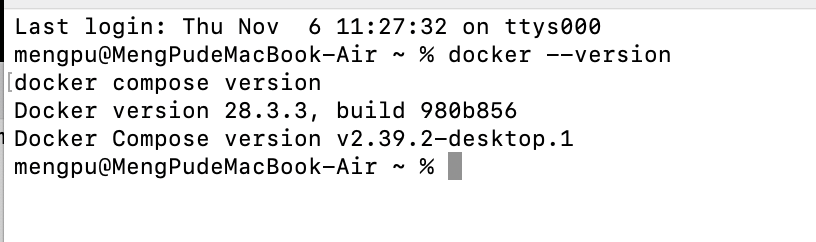 Last login: Thu Nov  6 11:27:32 on ttys000
mengpu@MengPudeMacBook-Air ~ % docker --version
[docker compose version
Docker version 28.3.3, build 980b856
Docker Compose version v2.39.2-desktop.1
mengpu@MengPudeMacBook-Air ~ %